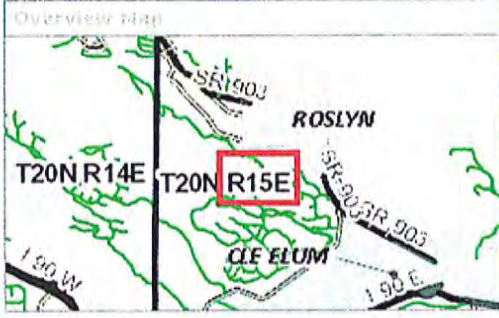 Overview Map
SR 903
ROSLYN
T20N R14E
T20N R15E
SR 903
SR 903
CLE ELUM
I 90 W
I 90 E